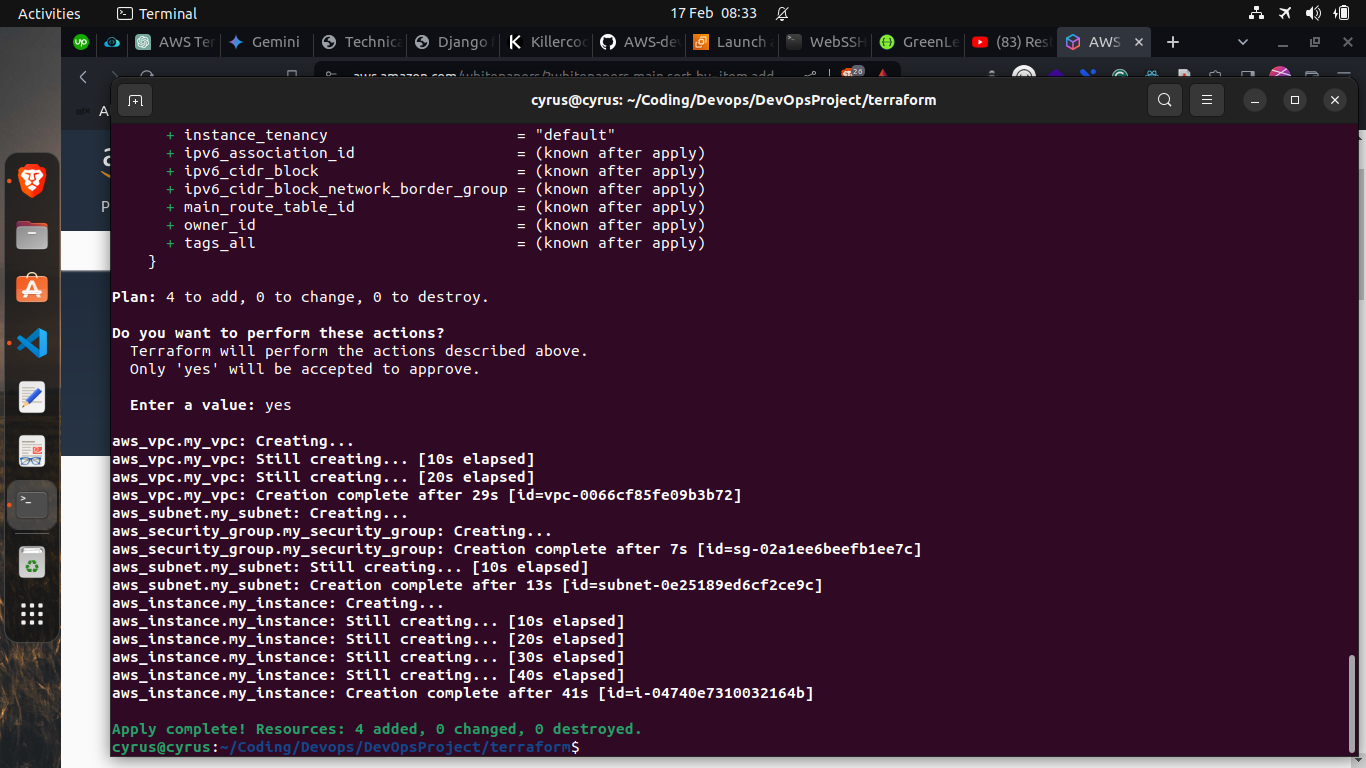 Activities
Terminal
17 Feb 08:33
AWS Ter
Gemini
Technica
Django f
Killercod
AWS-dev
Launch a
WebSSH
GreenLe
(83) Rest
AWS
26
cyrus@cyrus: ~/Coding/Devops/DevOpsProject/terraform
+ instance_tenancy = "default"
+ ipv6_association_id = (known after apply)
+ ipv6_cidr_block = (known after apply)
+ ipv6_cidr_block_network_border_group = (known after apply)
+ main_route_table_id = (known after apply)
+ owner_id = (known after apply)
+ tags_all = (known after apply)
}
Plan: 4 to add, 0 to change, 0 to destroy.
Do you want to perform these actions?
Terraform will perform the actions described above.
Only 'yes' will be accepted to approve.
Enter a value: yes
aws_vpc.my_vpc: Creating...
aws_vpc.my_vpc: Still creating... [10s elapsed]
aws_vpc.my_vpc: Still creating... [20s elapsed]
aws_vpc.my_vpc: Creation complete after 29s [id=vpc-0066cf85fe09b3b72]
aws_subnet.my_subnet: Creating...
aws_security_group.my_security_group: Creating...
aws_security_group.my_security_group: Creation complete after 7s [id=sg-02a1ee6beefb1ee7c]
aws_subnet.my_subnet: Still creating... [10s elapsed]
aws_subnet.my_subnet: Creation complete after 13s [id=subnet-0e25189ed6cf2ce9c]
aws_instance.my_instance: Creating...
aws_instance.my_instance: Still creating... [10s elapsed]
aws_instance.my_instance: Still creating... [20s elapsed]
aws_instance.my_instance: Still creating... [30s elapsed]
aws_instance.my_instance: Still creating... [40s elapsed]
aws_instance.my_instance: Creation complete after 41s [id=i-04740e7310032164b]
Apply complete! Resources: 4 added, 0 changed, 0 destroyed.
cyrus@cyrus:~/Coding/Devops/DevOpsProject/terraform$